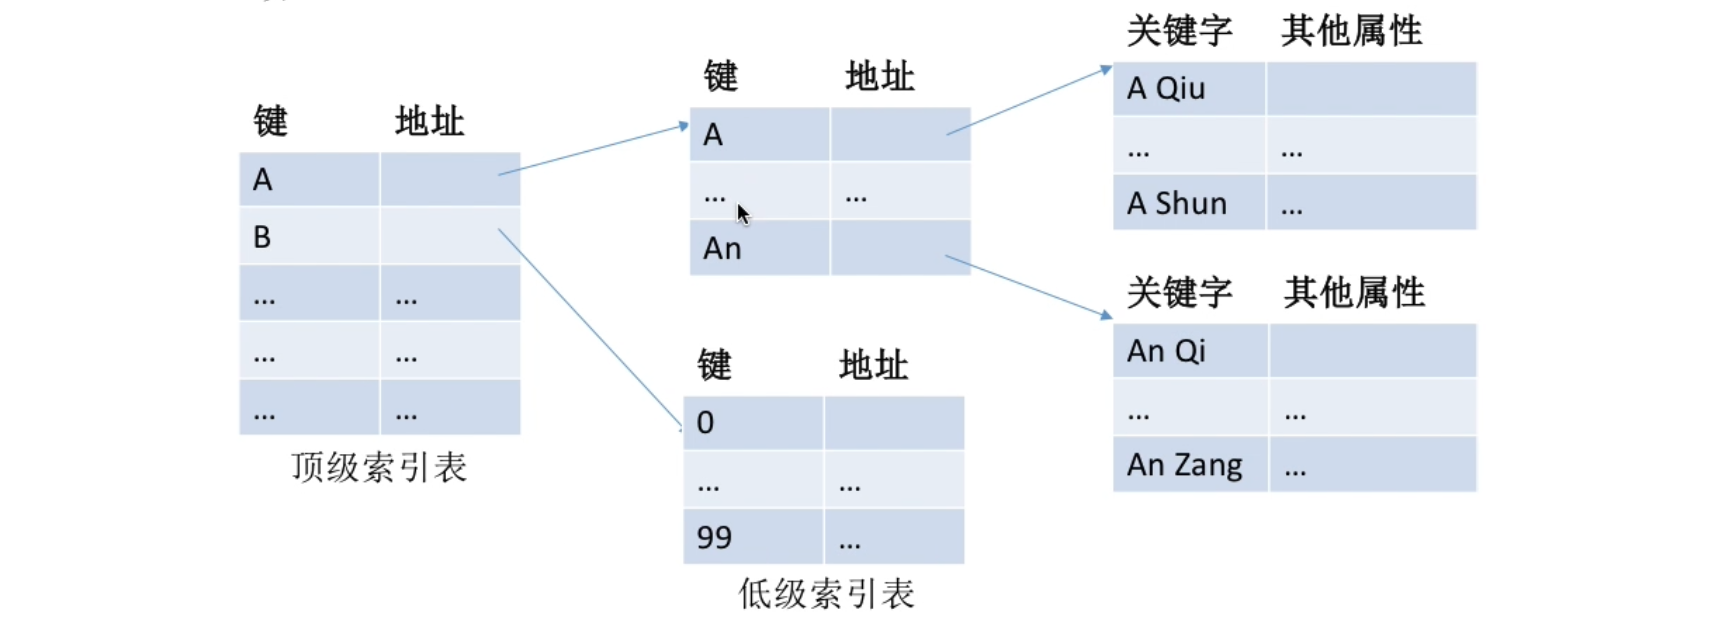 键 地址
A
B
... ...
... ...
... ...
顶级索引表
键 地址
A
... ...
An
键 地址
0
... ...
99 ...
低级索引表
关键字 其他属性
A Qiu
... ...
A Shun ...
关键字 其他属性
An Qi
... ...
An Zang ...